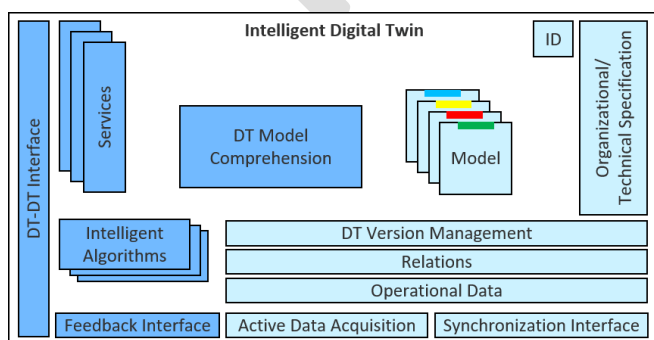 Intelligent Digital Twin
ID
Organizational/
Technical Specification
DT-DT Interface
Services
DT Model
Comprehension
Model
Intelligent
Algorithms
DT Version Management
Relations
Operational Data
Feedback Interface
Active Data Acquisition
Synchronization Interface